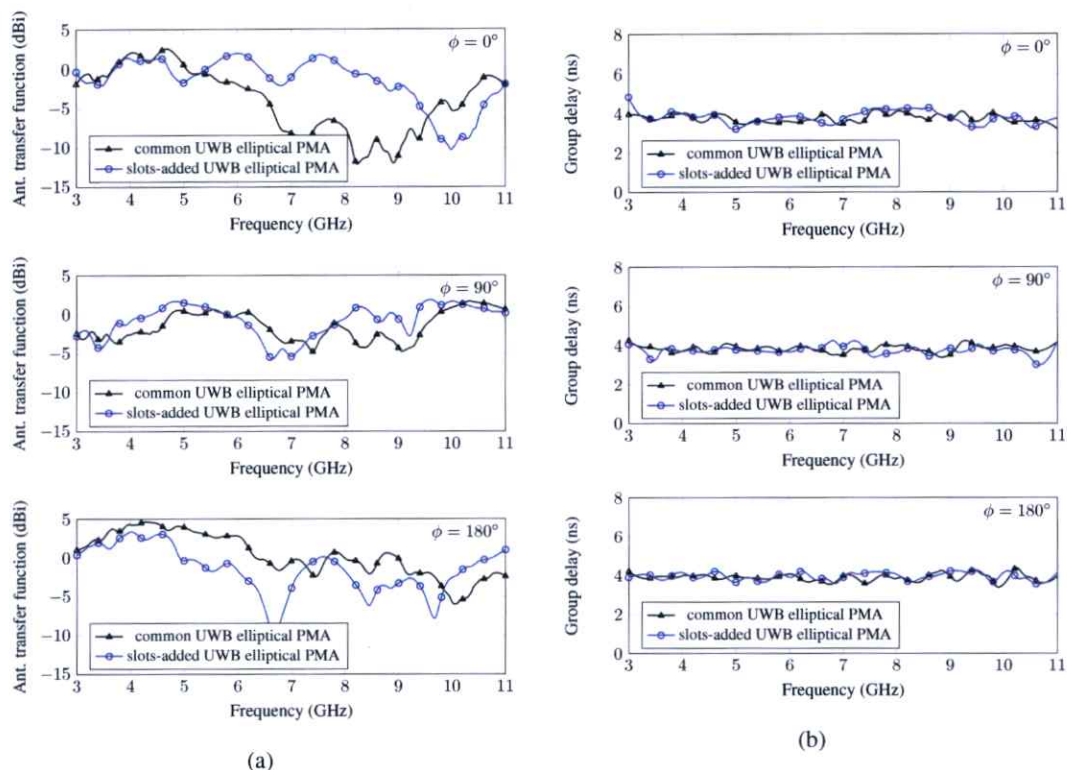 Ant. transfer function (dBi)
5
0
−5
−10
−15
ϕ = 0°
common UWB elliptical PMA
slots-added UWB elliptical PMA
3 4 5 6 7 8 9 10 11
Frequency (GHz)
Ant. transfer function (dBi)
5
0
−5
−10
−15
ϕ = 90°
common UWB elliptical PMA
slots-added UWB elliptical PMA
3 4 5 6 7 8 9 10 11
Frequency (GHz)
Ant. transfer function (dBi)
5
0
−5
−10
−15
ϕ = 180°
common UWB elliptical PMA
slots-added UWB elliptical PMA
3 4 5 6 7 8 9 10 11
Frequency (GHz)
(a)
Group delay (ns)
8
6
4
2
0
ϕ = 0°
common UWB elliptical PMA
slots-added UWB elliptical PMA
3 4 5 6 7 8 9 10 11
Frequency (GHz)
Group delay (ns)
8
6
4
2
0
ϕ = 90°
common UWB elliptical PMA
slots-added UWB elliptical PMA
3 4 5 6 7 8 9 10 11
Frequency (GHz)
Group delay (ns)
8
6
4
2
0
ϕ = 180°
common UWB elliptical PMA
slots-added UWB elliptical PMA
3 4 5 6 7 8 9 10 11
Frequency (GHz)
(b)